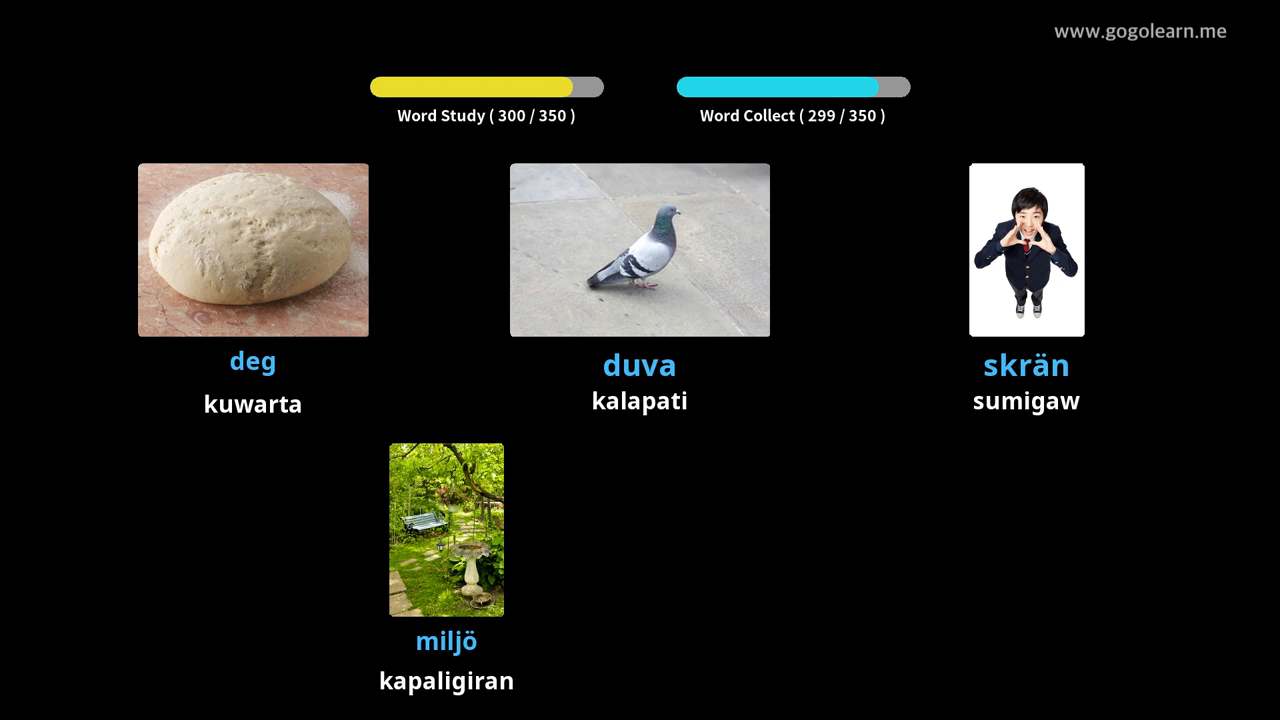 www.gogolearn.me
Word Study ( 300 / 350 )
Word Collect ( 299 / 350 )
deg
kuwarta
duva
kalapati
skrän
sumigaw
miljö
kapaligiran